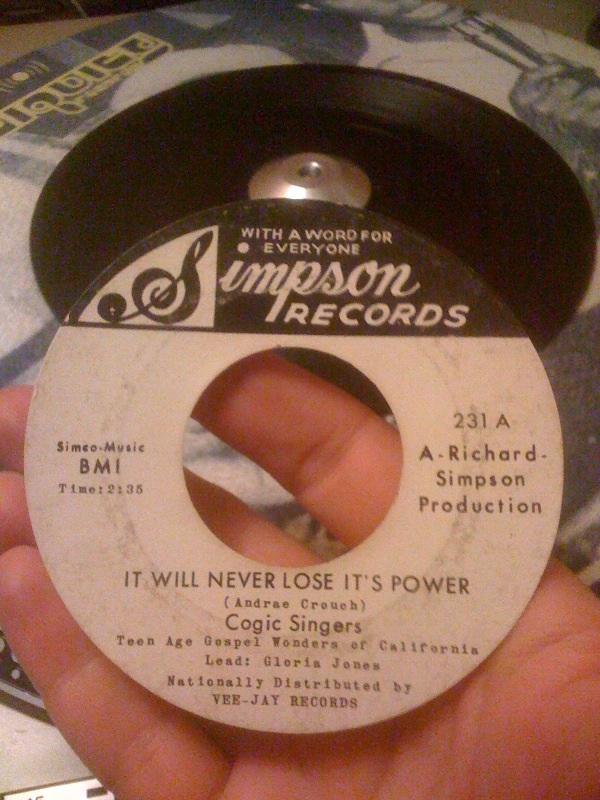 WITH A WORD FOR
EVERYONE
Simpson
RECORDS
231 A
A-Richard-
Simpson
Production
Simco-Music
BMI
Time:2:35
IT WILL NEVER LOSE IT'S POWER
(Andrae Crouch)
Cogic Singers
Teen Age Gospel Wonders of California
Lead: Gloria Jones
Nationally Distributed by
VEE-JAY RECORDS